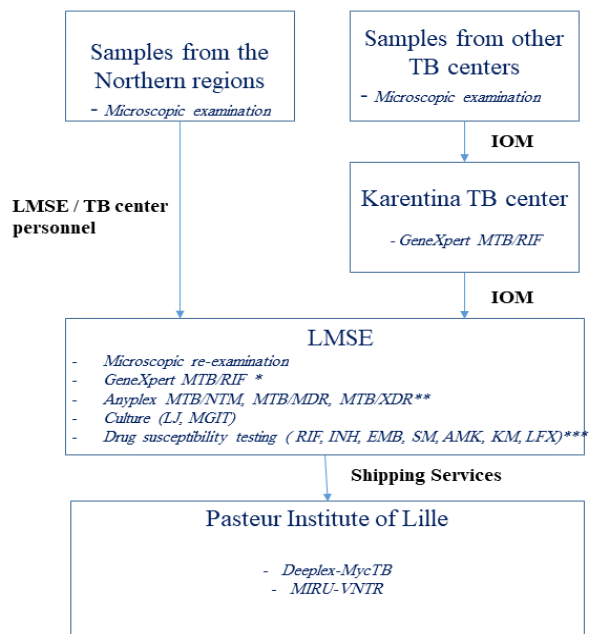 Samples from the
Northern regions
- Microscopic examination
Samples from other
TB centers
- Microscopic examination
IOM
LMSE / TB center
personnel
Karentina TB center
- GeneXpert MTB/RIF
IOM
LMSE
- Microscopic re-examination
- GeneXpert MTB/RIF *
- Anyplex MTB/NTM, MTB/MDR, MTB/XDR**
- Culture (LJ, MGIT)
- Drug susceptibility testing ( RIF, INH, EMB, SM, AMK, KM, LFX)***
Shipping Services
Pasteur Institute of Lille
- Deeplex-MycTB
- MIRU-VNTR